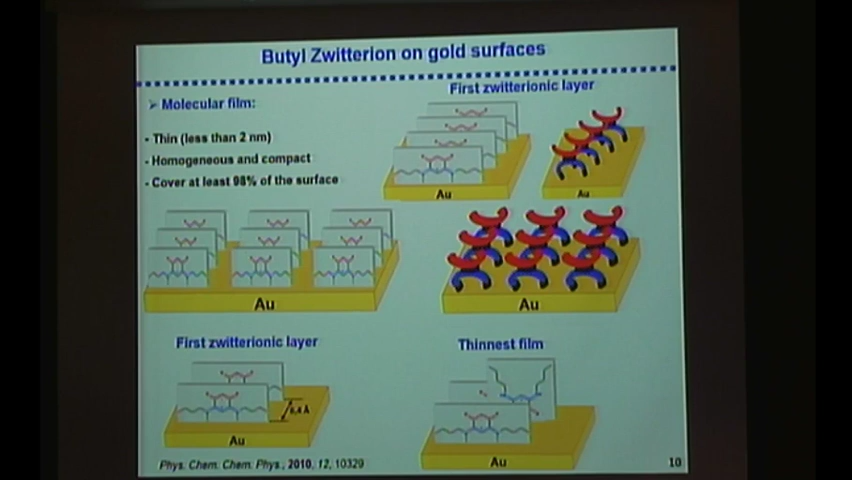 Butyl Zwitterion on gold surfaces
First zwitterionic layer
➢ Molecular film:
- Thin (less than 2 nm)
- Homogeneous and compact
- Cover at least 98% of the surface
Au
Au
Au
Au
First zwitterionic layer
Thinnest film
Au
Au
Phys. Chem. Chem. Phys., 2010, 12, 10329
10